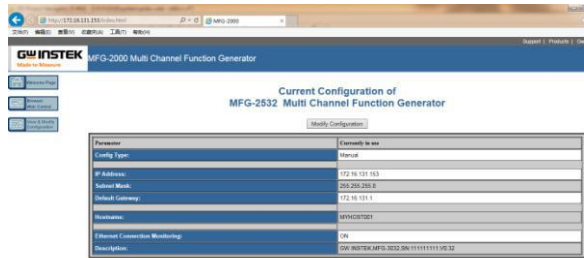 MFG-2000
Support | Products |
GW INSTEK
Made to Measure
MFG-2000 Multi Channel Function Generator
Welcome Page
Browser
Web Control
View & Modify
Configuration
Current Configuration of
MFG-2532 Multi Channel Function Generator
Modify Configuration
Parameter Currently in use
Config Type: Manual
IP Address: 172.16.131.153
Subnet Mask: 255.255.255.0
Default Gateway: 172.16.131.1
Hostname: MYHOST001
Ethernet Connection Monitoring: ON
Description: GW INSTEK,MFG-2032,SN:111111111,V0.32